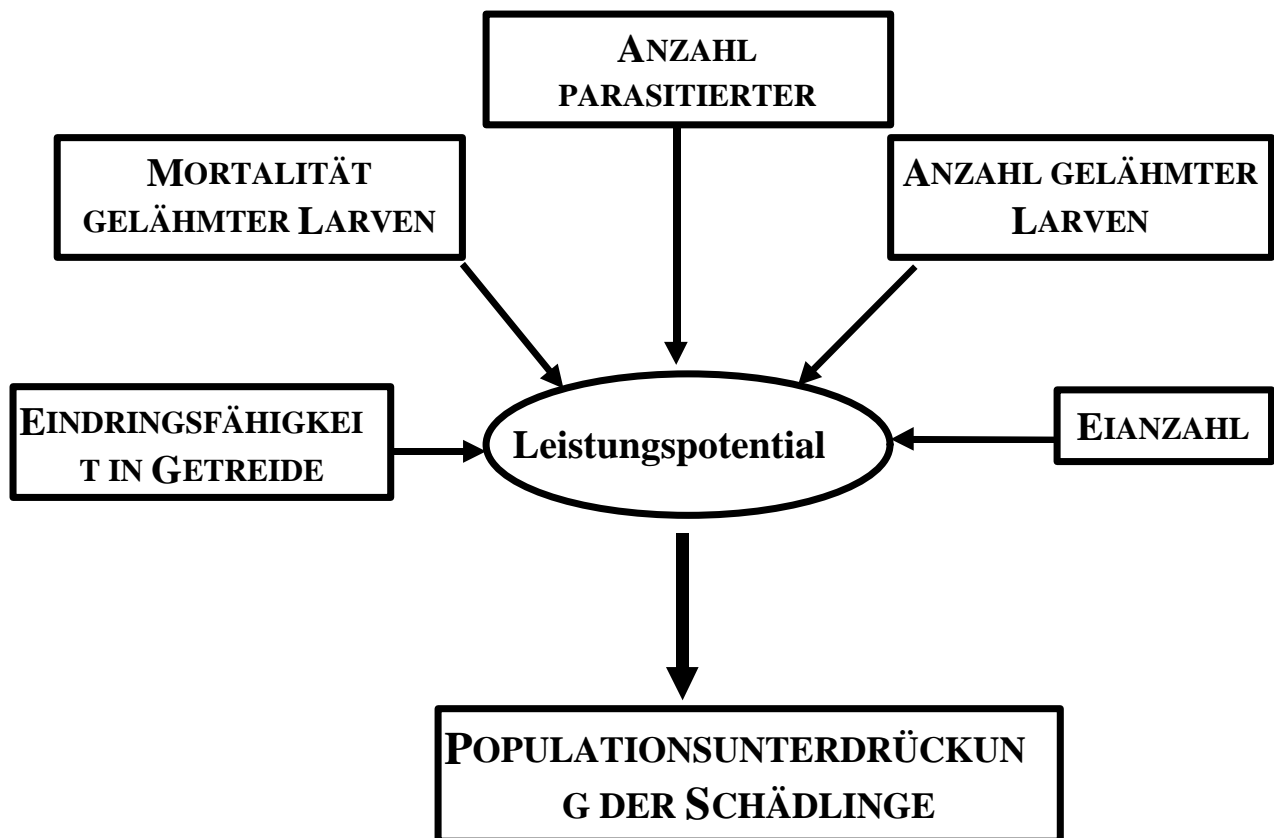 ANZAHL
PARASITIERTER
MORTALITÄT
GELÄHMTER LARVEN
ANZAHL GELÄHMTER
LARVEN
EINDRINGSFÄHIGKEI
T IN GETREIDE
Leistungspotential
EIANZAHL
POPULATIONSUNTERDRÜCKUN
G DER SCHÄDLINGE